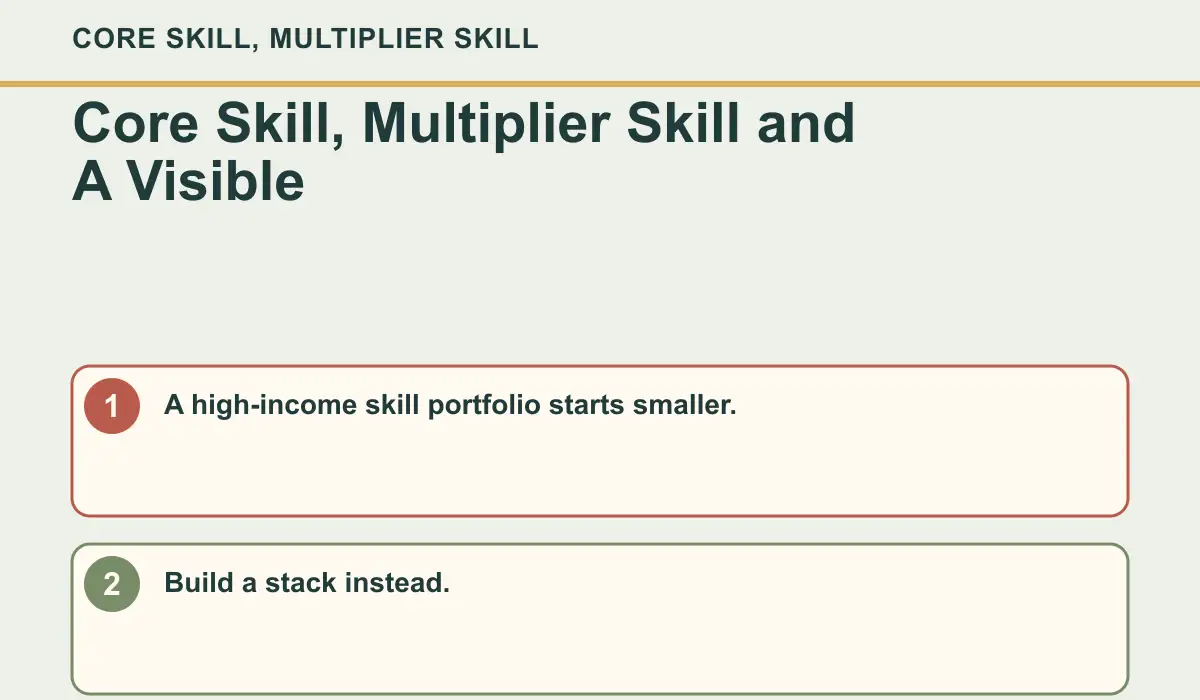 CORE SKILL, MULTIPLIER SKILL
Core Skill, Multiplier Skill and
A Visible
1 A high-income skill portfolio starts smaller.
2 Build a stack instead.